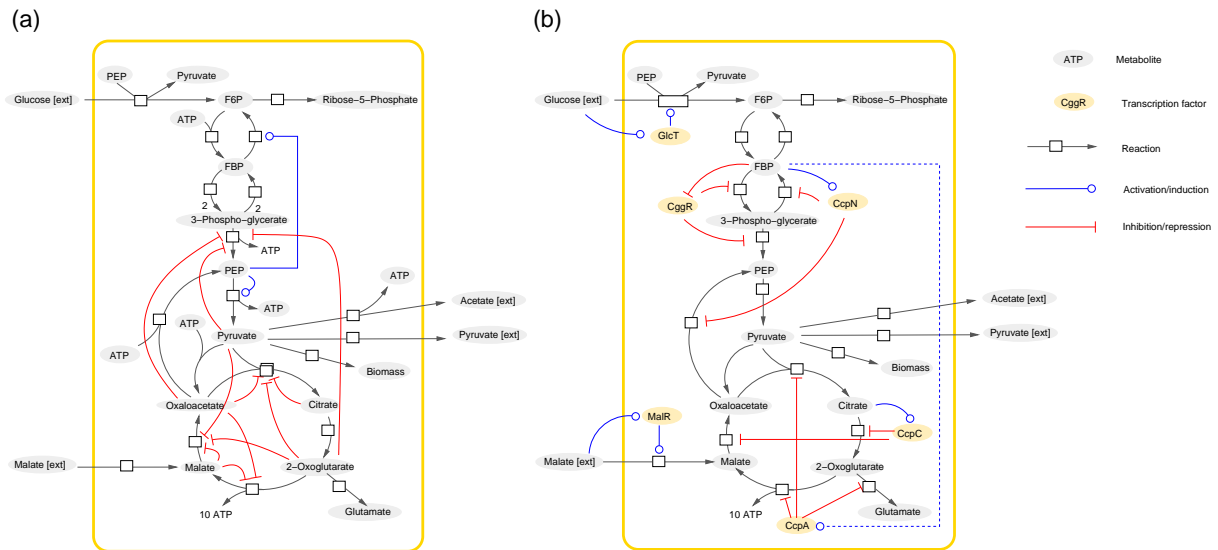 (a)
PEP
Pyruvate
Glucose [ext]
F6P
Ribose−5−Phosphate
ATP
FBP
2
2
3−Phospho−glycerate
ATP
PEP
ATP
ATP
Acetate [ext]
ATP
Pyruvate
Pyruvate [ext]
ATP
Biomass
Oxaloacetate
Citrate
Malate [ext]
Malate
2−Oxoglutarate
10 ATP
Glutamate
(b)
PEP
Pyruvate
Glucose [ext]
F6P
Ribose−5−Phosphate
GlcT
FBP
CggR
CcpN
3−Phospho−glycerate
PEP
Acetate [ext]
Pyruvate
Pyruvate [ext]
Biomass
Oxaloacetate
Citrate
MalR
CcpC
Malate [ext]
Malate
2−Oxoglutarate
10 ATP
CcpA
Glutamate
ATP
Metabolite
CggR
Transcription factor
Reaction
Activation/induction
Inhibition/repression